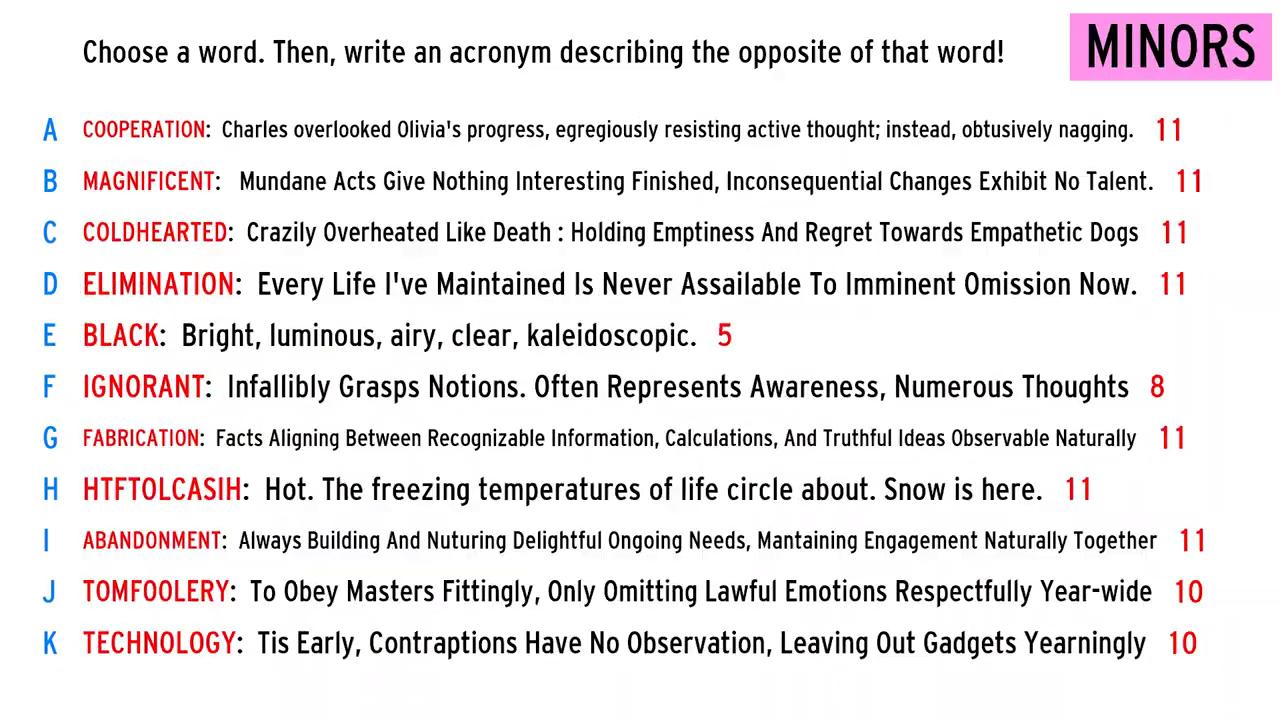 Choose a word. Then, write an acronym describing the opposite of that word!
MINORS
A COOPERATION: Charles overlooked Olivia's progress, egregiously resisting active thought; instead, obtusively nagging. 11
B MAGNIFICENT: Mundane Acts Give Nothing Interesting Finished, Inconsequential Changes Exhibit No Talent. 11
C COLDHEARTED: Crazily Overheated Like Death : Holding Emptiness And Regret Towards Empathetic Dogs 11
D ELIMINATION: Every Life I've Maintained Is Never Assailable To Imminent Omission Now. 11
E BLACK: Bright, luminous, airy, clear, kaleidoscopic. 5
F IGNORANT: Infallibly Grasps Notions. Often Represents Awareness, Numerous Thoughts 8
G FABRICATION: Facts Aligning Between Recognizable Information, Calculations, And Truthful Ideas Observable Naturally 11
H HTFTOLCASIH: Hot. The freezing temperatures of life circle about. Snow is here. 11
I ABANDONMENT: Always Building And Nuturing Delightful Ongoing Needs, Mantaining Engagement Naturally Together 11
J TOMFOOLERY: To Obey Masters Fittingly, Only Omitting Lawful Emotions Respectfully Year-wide 10
K TECHNOLOGY: Tis Early, Contraptions Have No Observation, Leaving Out Gadgets Yearningly 10